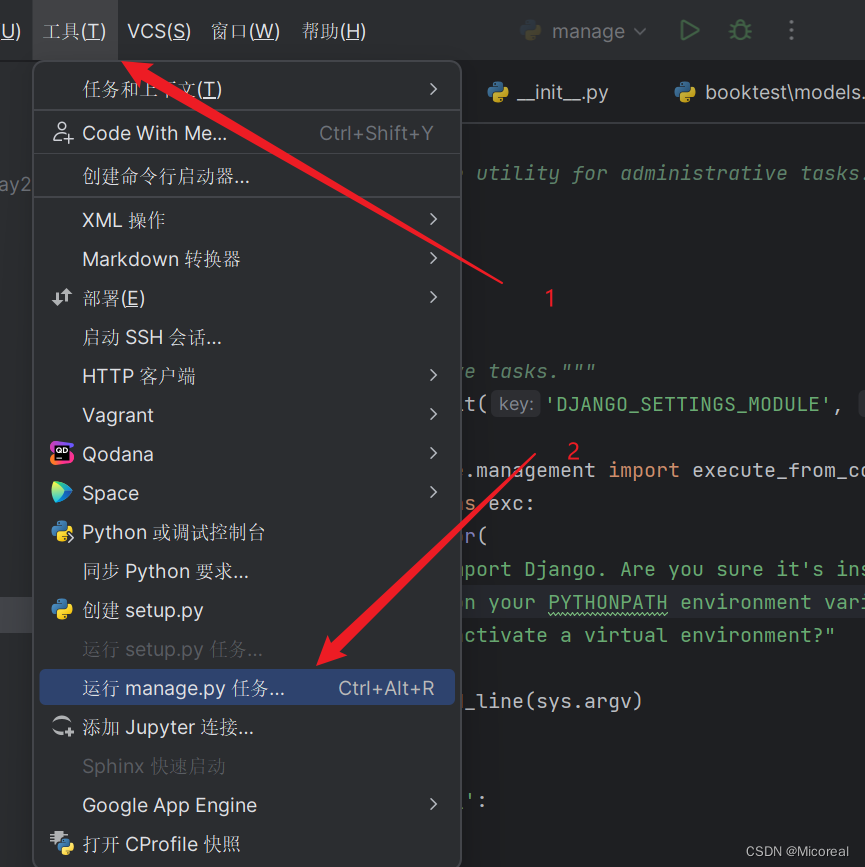 U) 工具(T) VCS(S) 窗口(W) 帮助(H) manage
任务和上下文(T)
__init__.py booktest\models.
Code With Me... Ctrl+Shift+Y
utility for administrative tasks.
创建命令行启动器...
ay2
XML 操作
Markdown 转换器
部署(E)
1
启动 SSH 会话...
HTTP 客户端
e tasks."""
Vagrant
t( key: 'DJANGO_SETTINGS_MODULE',
2
Qodana
.management import execute_from_co
Space
s exc:
Python 或调试控制台
r(
同步 Python 要求...
port Django. Are you sure it's ins
创建 setup.py
n your PYTHONPATH environment vari
运行 setup.py 任务...
ctivate a virtual environment?"
运行 manage.py 任务... Ctrl+Alt+R
_line(sys.argv)
添加 Jupyter 连接...
Sphinx 快速启动
Google App Engine
':
打开 CProfile 快照
CSDN @Micoreal